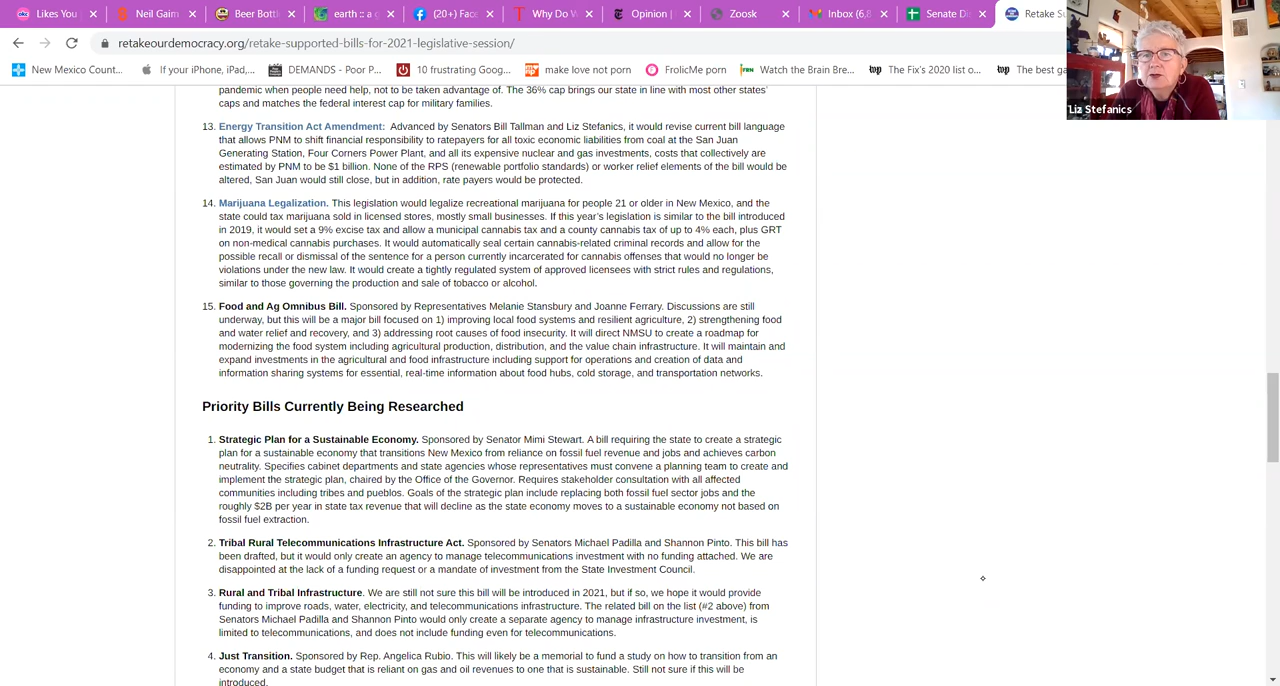 Likes You
Neil Gaim
Beer Bottl
earth :: a g
(20+) Face
Why Do W
Opinion |
Zoosk
Inbox (6,8
Senate Di
Retake Su
retakeourdemocracy.org/retake-supported-bills-for-2021-legislative-session/
New Mexico Count...
If your iPhone, iPad,...
DEMANDS - Poor P...
10 frustrating Goog...
make love not porn
FrolicMe porn
Watch the Brain Bre...
The Fix's 2020 list o...
The best ga
Liz Stefanics
pandemic when people need help, not to be taken advantage of. The 36% cap brings our state in line with most other states'
caps and matches the federal interest cap for military families.
13. Energy Transition Act Amendment: Advanced by Senators Bill Tallman and Liz Stefanics, it would revise current bill language
that allows PNM to shift financial responsibility to ratepayers for all toxic economic liabilities from coal at the San Juan
Generating Station, Four Corners Power Plant, and all its expensive nuclear and gas investments, costs that collectively are
estimated by PNM to be $1 billion. None of the RPS (renewable portfolio standards) or worker relief elements of the bill would be
altered, San Juan would still close, but in addition, rate payers would be protected.
14. Marijuana Legalization. This legislation would legalize recreational marijuana for people 21 or older in New Mexico, and the
state could tax marijuana sold in licensed stores, mostly small businesses. If this year's legislation is similar to the bill introduced
in 2019, it would set a 9% excise tax and allow a municipal cannabis tax and a county cannabis tax of up to 4% each, plus GRT
on non-medical cannabis purchases. It would automatically seal certain cannabis-related criminal records and allow for the
possible recall or dismissal of the sentence for a person currently incarcerated for cannabis offenses that would no longer be
violations under the new law. It would create a tightly regulated system of approved licensees with strict rules and regulations,
similar to those governing the production and sale of tobacco or alcohol.
15. Food and Ag Omnibus Bill. Sponsored by Representatives Melanie Stansbury and Joanne Ferrary. Discussions are still
underway, but this will be a major bill focused on 1) improving local food systems and resilient agriculture, 2) strengthening food
and water relief and recovery, and 3) addressing root causes of food insecurity. It will direct NMSU to create a roadmap for
modernizing the food system including agricultural production, distribution, and the value chain infrastructure. It will maintain and
expand investments in the agricultural and food infrastructure including support for operations and creation of data and
information sharing systems for essential, real-time information about food hubs, cold storage, and transportation networks.
Priority Bills Currently Being Researched
1. Strategic Plan for a Sustainable Economy. Sponsored by Senator Mimi Stewart. A bill requiring the state to create a strategic
plan for a sustainable economy that transitions New Mexico from reliance on fossil fuel revenue and jobs and achieves carbon
neutrality. Specifies cabinet departments and state agencies whose representatives must convene a planning team to create and
implement the strategic plan, chaired by the Office of the Governor. Requires stakeholder consultation with all affected
communities including tribes and pueblos. Goals of the strategic plan include replacing both fossil fuel sector jobs and the
roughly $2B per year in state tax revenue that will decline as the state economy moves to a sustainable economy not based on
fossil fuel extraction.
2. Tribal Rural Telecommunications Infrastructure Act. Sponsored by Senators Michael Padilla and Shannon Pinto. This bill has
been drafted, but it would only create an agency to manage telecommunications investment with no funding attached. We are
disappointed at the lack of a funding request or a mandate of investment from the State Investment Council.
3. Rural and Tribal Infrastructure. We are still not sure this bill will be introduced in 2021, but if so, we hope it would provide
funding to improve roads, water, electricity, and telecommunications infrastructure. The related bill on the list (#2 above) from
Senators Michael Padilla and Shannon Pinto would only create a separate agency to manage infrastructure investment, is
limited to telecommunications, and does not include funding even for telecommunications.
4. Just Transition. Sponsored by Rep. Angelica Rubio. This will likely be a memorial to fund a study on how to transition from an
economy and a state budget that is reliant on gas and oil revenues to one that is sustainable. Still not sure if this will be
introduced.